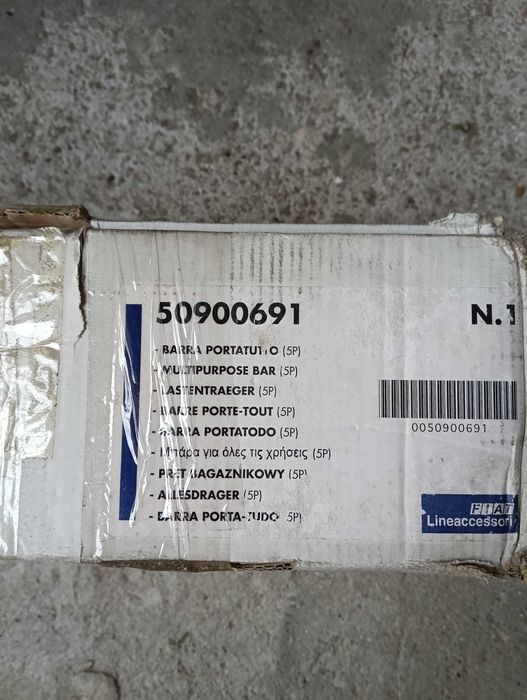 50900691 N.1
- BARRA PORTATUTTO (5P)
- MULTIPURPOSE BAR (5P)
- LASTENTRAEGER (5P)
- BARRE PORTE-TOUT (5P)
- BARRA PORTATODO (5P)
- Μπάρα για όλες τις χρήσεις (5P)
- PRET BAGAZNIKOWY (5P)
- ALLESDRAGER (5P)
- BARRA PORTA-TUDO (5P)
0050900691 7
FIAT
Lineaccessori